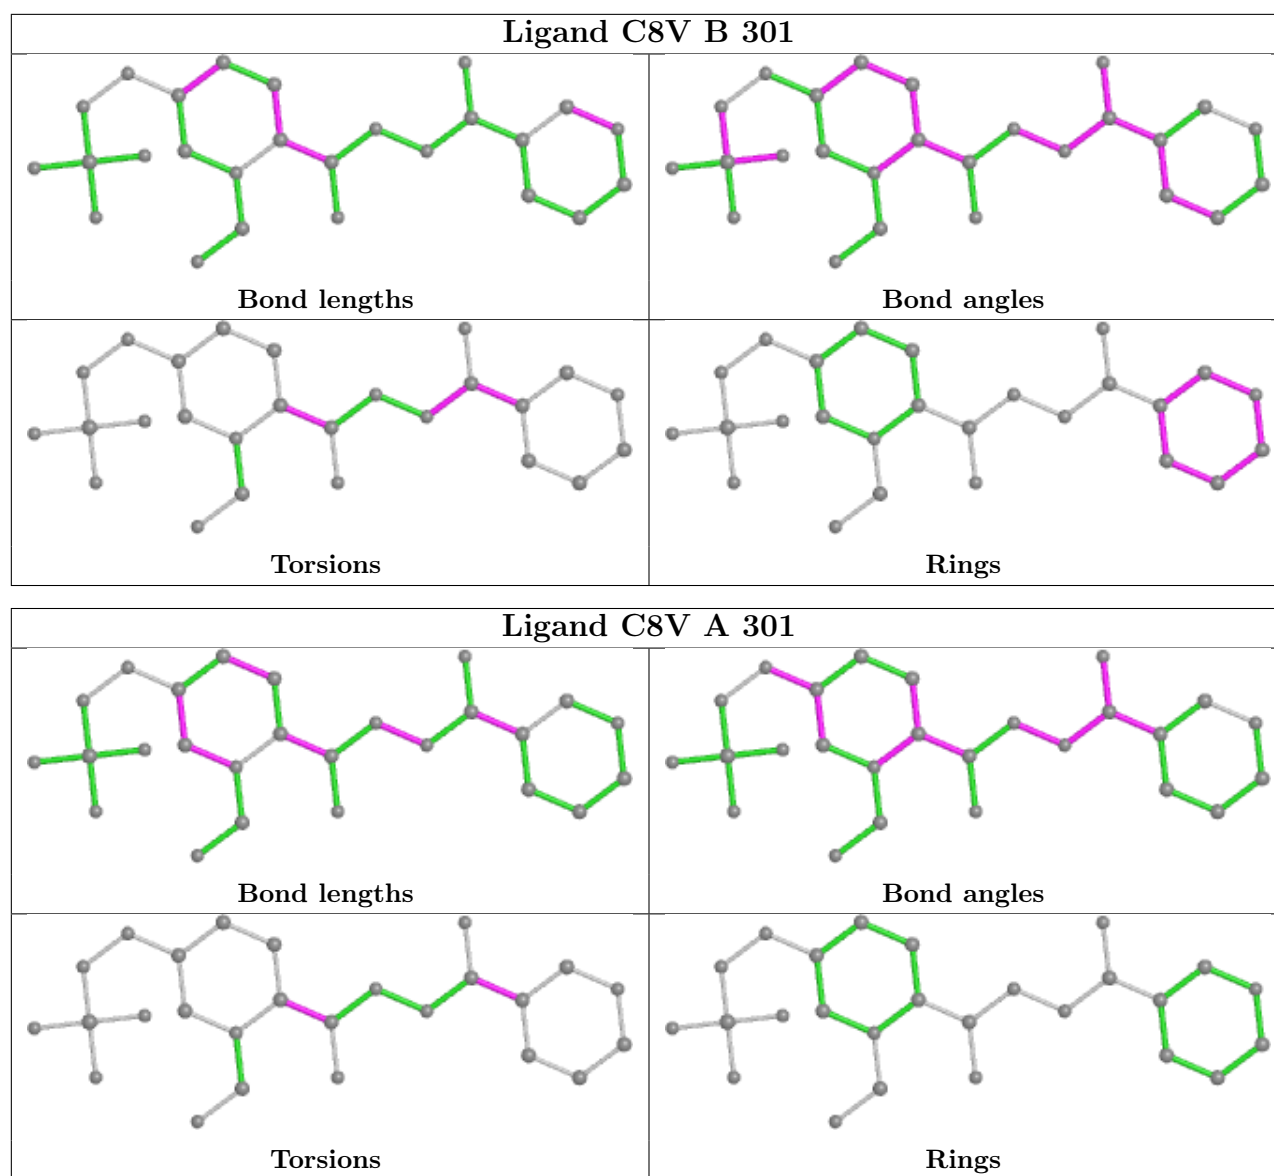 Ligand C8V B 301
Bond lengths
Bond angles
Torsions
Rings
Ligand C8V A 301
Bond lengths
Bond angles
Torsions
Rings